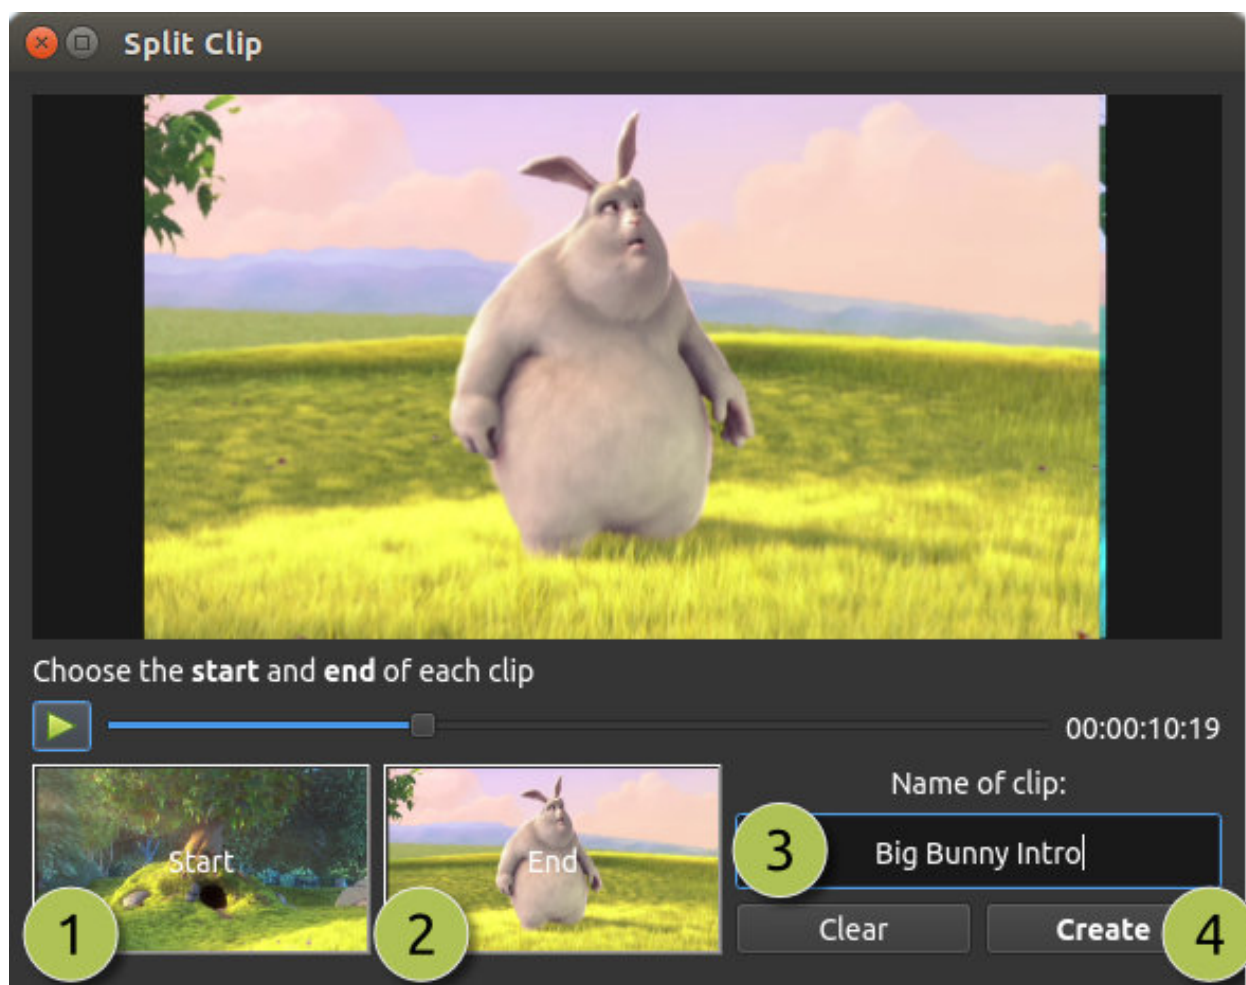 Split Clip
Choose the start and end of each clip
00:00:10:19
Start
End
Name of clip:
3
Big Bunny Intro
1
2
Clear
Create
4